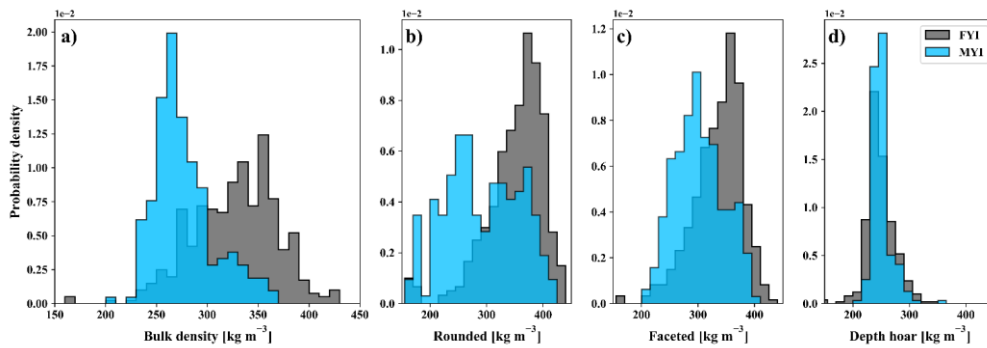 1e−2
1e−2
1e−2
1e−2
a)
b)
c)
d)
FYI
MYI
Probability density
2.00
1.75
1.50
1.25
1.00
0.75
0.50
0.25
0.00
1.0
0.8
0.6
0.4
0.2
0.0
1.2
1.0
0.8
0.6
0.4
0.2
0.0
2.5
2.0
1.5
1.0
0.5
0.0
150 200 250 300 350 400 450
200 300 400
200 300 400
200 300 400
Bulk density [kg m−3]
Rounded [kg m−3]
Faceted [kg m−3]
Depth hoar [kg m−3]